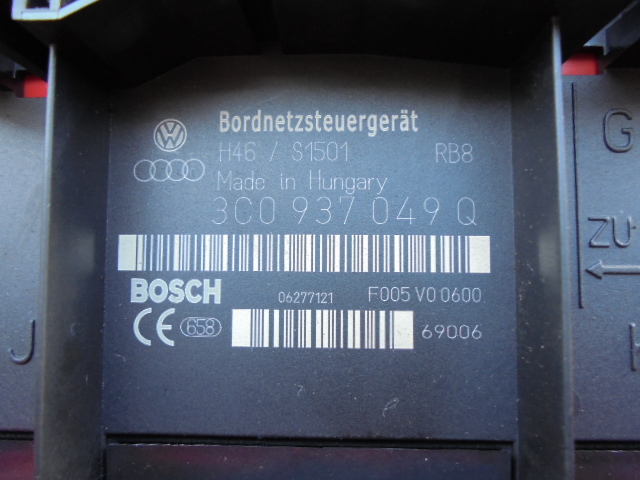 Bordnetzsteuergerät
H46 / S1501 RB8
Made in Hungary
3C0 937 049 Q
BOSCH 06277121 F005 V0 0600
CE 658 69006
J
G
ZU
H